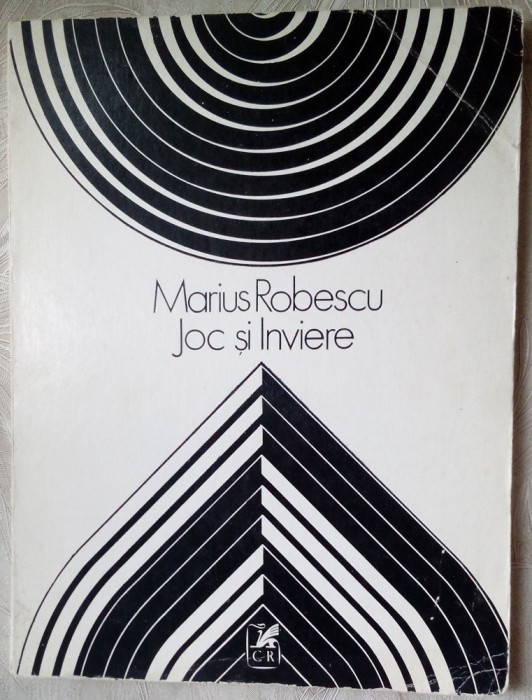 Marius Robescu
Joc și Inviere
C-R